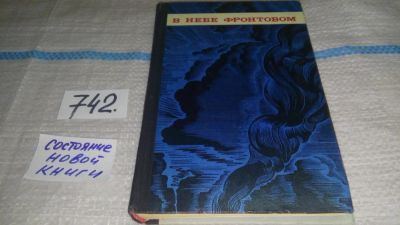 В НЕБЕ ФРОНТОВОМ
742.
СОСТОЯНИЕ
НОВОЙ
КНИГИ